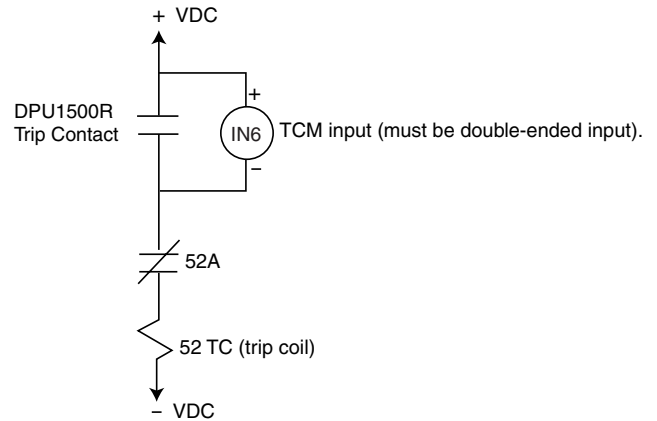 + VDC
DPU1500R
Trip Contact
+
IN6
TCM input (must be double-ended input).
−
52A
52 TC (trip coil)
− VDC